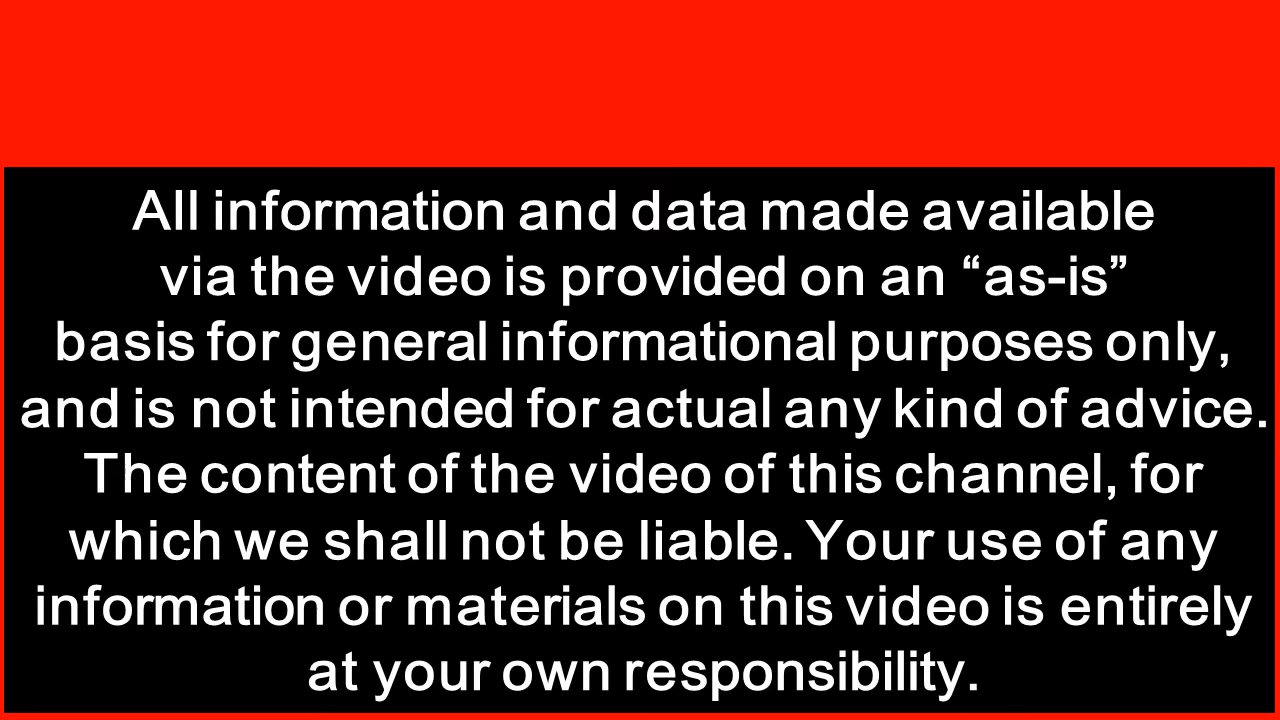 All information and data made available
via the video is provided on an “as-is”
basis for general informational purposes only,
and is not intended for actual any kind of advice.
The content of the video of this channel, for
which we shall not be liable. Your use of any
information or materials on this video is entirely
at your own responsibility.